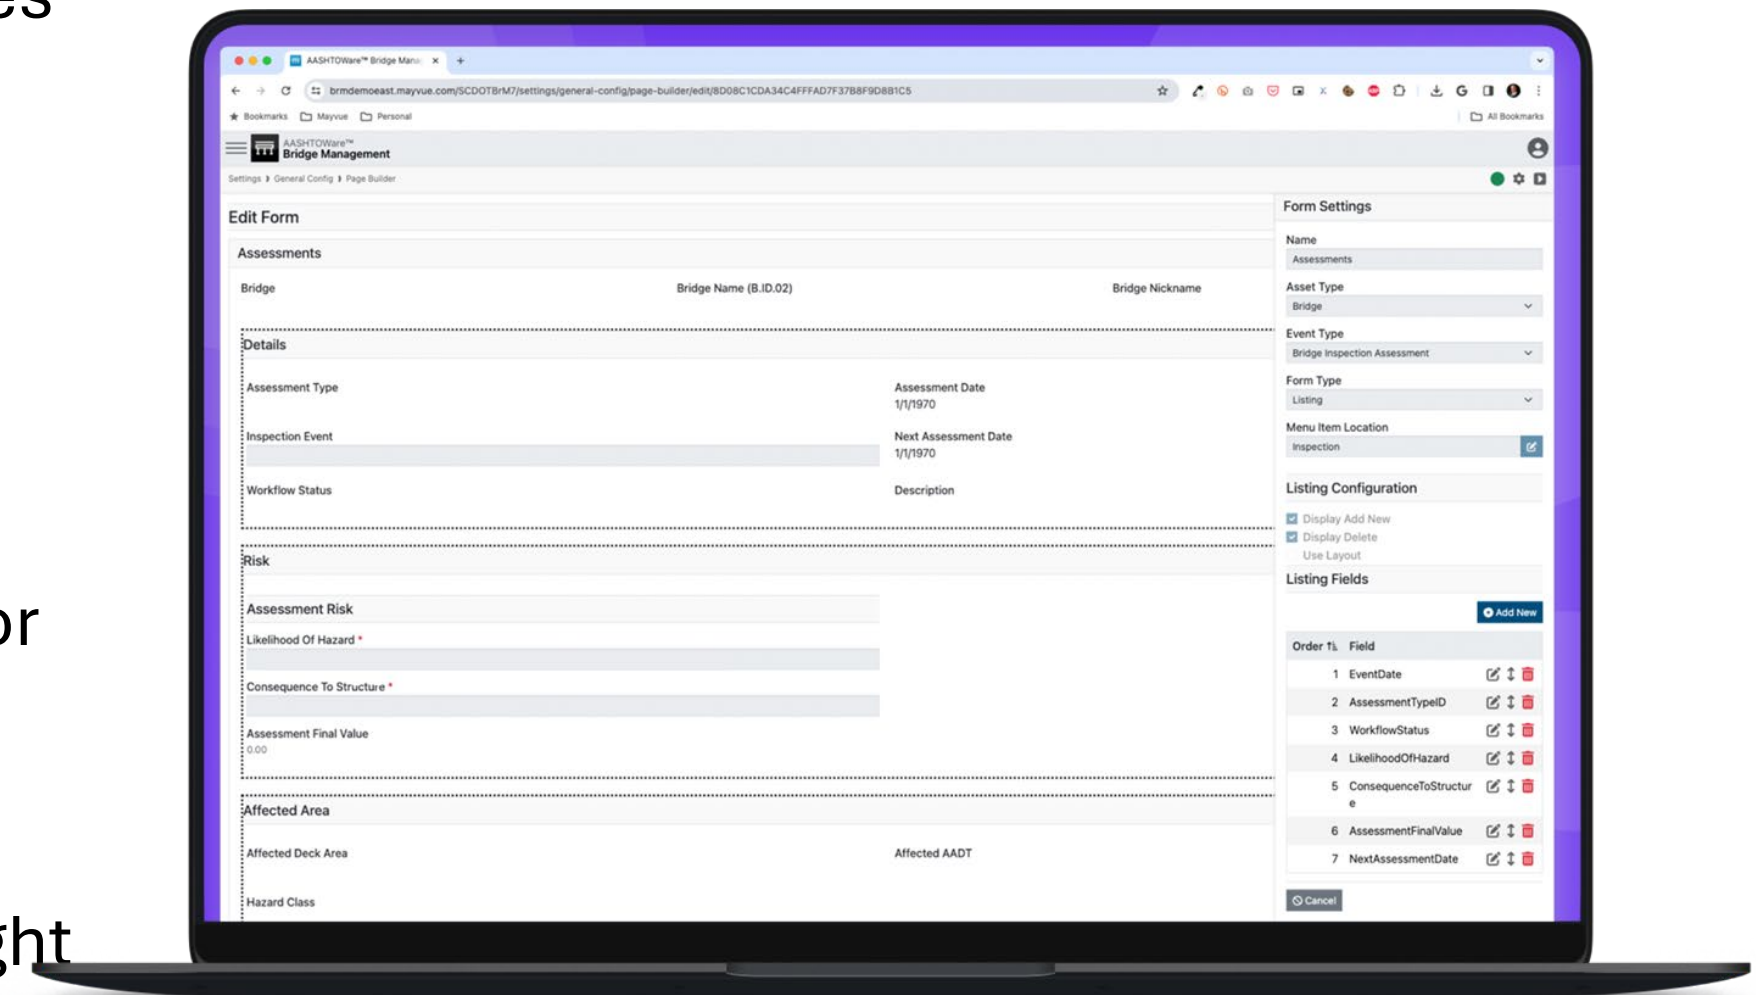 es
or
ght
AASHTOWare™ Bridge Mana
brmdemoeast.mayvue.com/SCDOTBrM7/settings/general-config/page-builder/edit/8D08C1CDA34C4FFFAD7F37B8F9D8B1C5
Bookmarks Mayvue Personal All Bookmarks
AASHTOWare™
Bridge Management
Settings General Config Page Builder
Edit Form
Assessments
Bridge Bridge Name (B.ID.02) Bridge Nickname
Details
Assessment Type Assessment Date
1/1/1970
Inspection Event Next Assessment Date
1/1/1970
Workflow Status Description
Risk
Assessment Risk
Likelihood Of Hazard *
Consequence To Structure *
Assessment Final Value
0.00
Affected Area
Affected Deck Area Affected AADT
Hazard Class
Form Settings
Name
Assessments
Asset Type
Bridge
Event Type
Bridge Inspection Assessment
Form Type
Listing
Menu Item Location
Inspection
Listing Configuration
Display Add New
Display Delete
Use Layout
Listing Fields
Add New
Order Field
1 EventDate
2 AssessmentTypeID
3 WorkflowStatus
4 LikelihoodOfHazard
5 ConsequenceToStructur
e
6 AssessmentFinalValue
7 NextAssessmentDate
Cancel